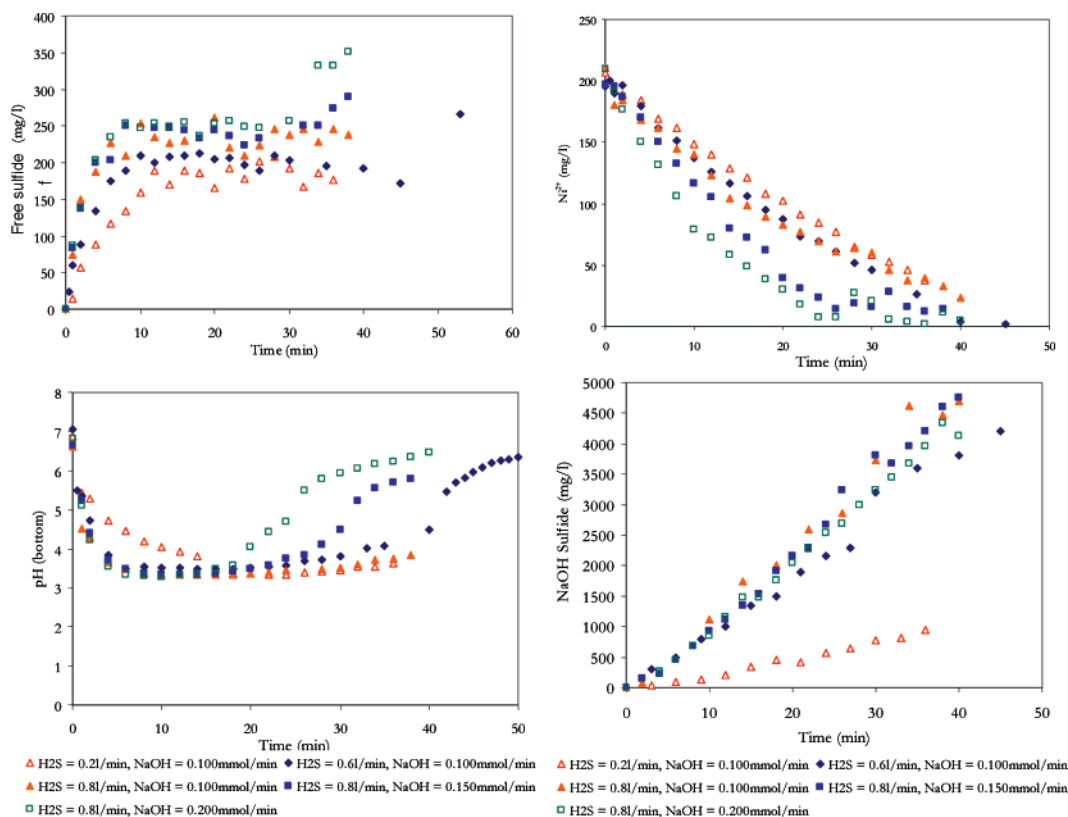 400
350
300
250
200
150
100
50
0
Free sulfide (mg/l)
f
0 10 20 30 40 50 60
Time (min)
250
200
150
100
50
0
Ni²⁺ (mg/l)
0 10 20 30 40 50
Time (min)
8
7
6
5
4
3
2
1
0
pH (bottom)
0 10 20 30 40 50
Time (min)
5000
4500
4000
3500
3000
2500
2000
1500
1000
500
0
NaOH Sulfide (mg/l)
0 10 20 30 40 50
Time (min)
H2S = 0.2l/min, NaOH = 0.100mmol/min
H2S = 0.6l/min, NaOH = 0.100mmol/min
H2S = 0.8l/min, NaOH = 0.100mmol/min
H2S = 0.8l/min, NaOH = 0.150mmol/min
H2S = 0.8l/min, NaOH = 0.200mmol/min
H2S = 0.2l/min, NaOH = 0.100mmol/min
H2S = 0.6l/min, NaOH = 0.100mmol/min
H2S = 0.8l/min, NaOH = 0.100mmol/min
H2S = 0.8l/min, NaOH = 0.150mmol/min
H2S = 0.8l/min, NaOH = 0.200mmol/min